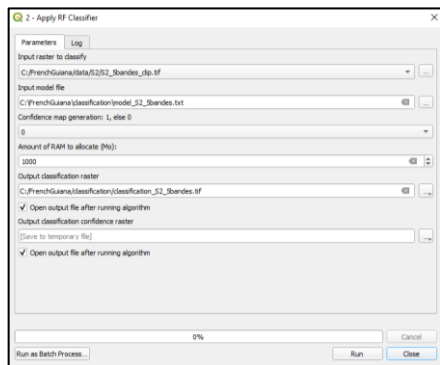 2 - Apply RF Classifier
Parameters Log
Input raster to classify
C:/FrenchGuiana/data/S2/S2_5bandes_clip.tif
Input model file
C:\FrenchGuiana\classification\model_S2_5bandes.txt
Confidence map generation: 1, else 0
0
Amount of RAM to allocate (Mo):
1000
Output classification raster
C:/FrenchGuiana/classification/classification_S2_5bandes.tif
Open output file after running algorithm
Output classification confidence raster
[Save to temporary file]
Open output file after running algorithm
0% Cancel
Run as Batch Process... Run Close